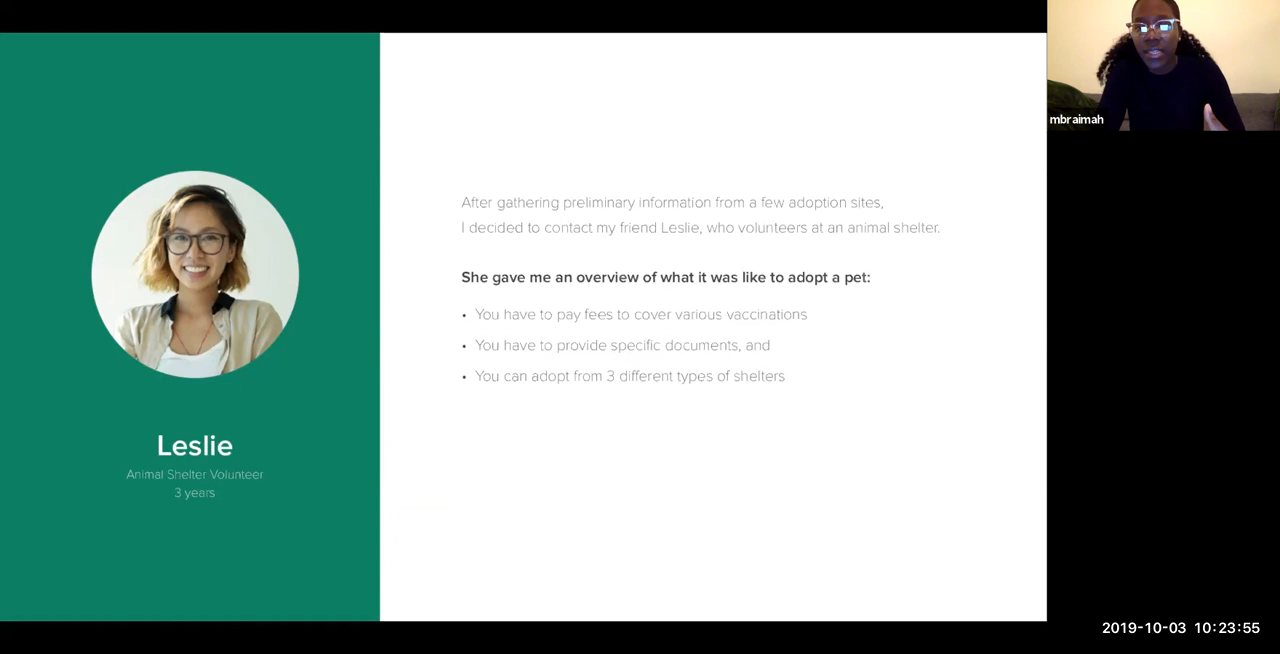 mbraimah
After gathering preliminary information from a few adoption sites,
I decided to contact my friend Leslie, who volunteers at an animal shelter.
She gave me an overview of what it was like to adopt a pet:
• You have to pay fees to cover various vaccinations
• You have to provide specific documents, and
• You can adopt from 3 different types of shelters
Leslie
Animal Shelter Volunteer
3 years
2019-10-03 10:23:55